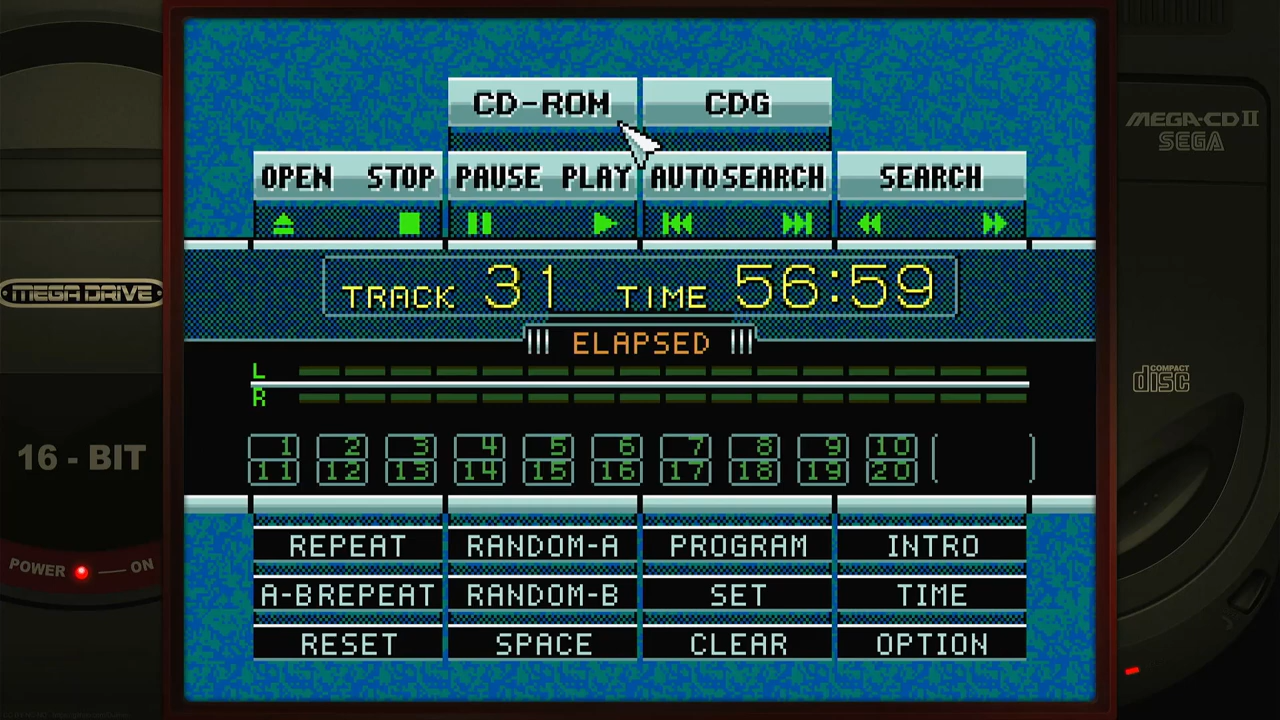 CD-ROM CDG
OPEN STOP PAUSE PLAY AUTOSEARCH SEARCH
TRACK 31 TIME 56:59
ELAPSED
L
R
1 2 3 4 5 6 7 8 9 10
11 12 13 14 15 16 17 18 19 20
REPEAT RANDOM-A PROGRAM INTRO
A-BREPEAT RANDOM-B SET TIME
RESET SPACE CLEAR OPTION
MEGA DRIVE
16 - BIT
POWER ON
MEGA-CD II
SEGA
COMPACT
disc